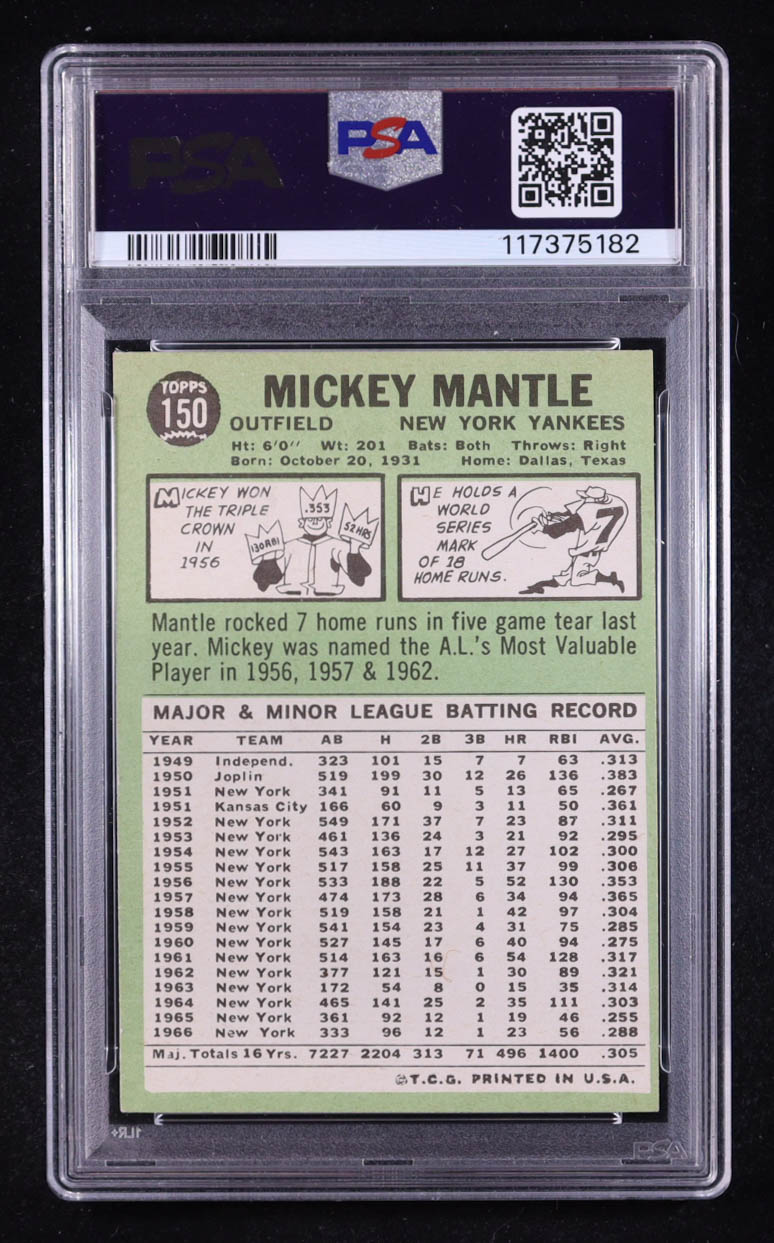 PSA
PSA
117375182
TOPPS
150
MICKEY MANTLE
OUTFIELD NEW YORK YANKEES
Ht: 6'0'' Wt: 201 Bats: Both Throws: Right
Born: October 20, 1931 Home: Dallas, Texas
MICKEY WON
THE TRIPLE
CROWN
IN
1956
.353
130 RBI
52 HRS
HE HOLDS A
WORLD
SERIES
MARK
OF 18
HOME RUNS.
7
Mantle rocked 7 home runs in five game tear last
year. Mickey was named the A.L.'s Most Valuable
Player in 1956, 1957 & 1962.
MAJOR & MINOR LEAGUE BATTING RECORD
YEAR TEAM AB H 2B 3B HR RBI AVG.
1949 Independ. 323 101 15 7 7 63 .313
1950 Joplin 519 199 30 12 26 136 .383
1951 New York 341 91 11 5 13 65 .267
1951 Kansas City 166 60 9 3 11 50 .361
1952 New York 549 171 37 7 23 87 .311
1953 New York 461 136 24 3 21 92 .295
1954 New York 543 163 17 12 27 102 .300
1955 New York 517 158 25 11 37 99 .306
1956 New York 533 188 22 5 52 130 .353
1957 New York 474 173 28 6 34 94 .365
1958 New York 519 158 21 1 42 97 .304
1959 New York 541 154 23 4 31 75 .285
1960 New York 527 145 17 6 40 94 .275
1961 New York 514 163 16 6 54 128 .317
1962 New York 377 121 15 1 30 89 .321
1963 New York 172 54 8 0 15 35 .314
1964 New York 465 141 25 2 35 111 .303
1965 New York 361 92 12 1 19 46 .255
1966 New York 333 96 12 1 23 56 .288
Maj. Totals 16 Yrs. 7227 2204 313 71 496 1400 .305
©T.C.G. PRINTED IN U.S.A.
1LR+
PSA